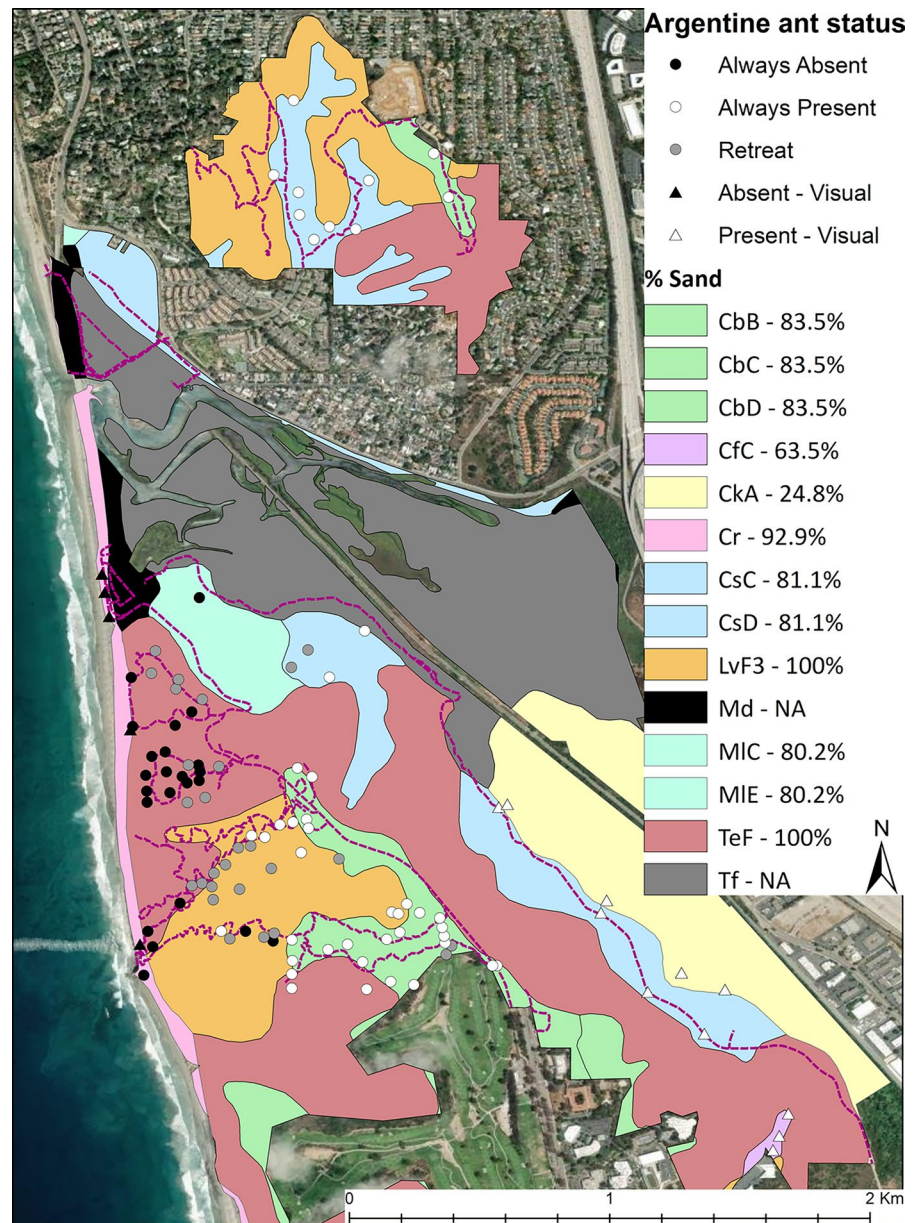 Argentine ant status
Always Absent
Always Present
Retreat
Absent - Visual
Present - Visual
% Sand
CbB - 83.5%
CbC - 83.5%
CbD - 83.5%
CfC - 63.5%
CkA - 24.8%
Cr - 92.9%
CsC - 81.1%
CsD - 81.1%
LvF3 - 100%
Md - NA
MlC - 80.2%
MlE - 80.2%
TeF - 100%
Tf - NA
N
0 1 2 Km